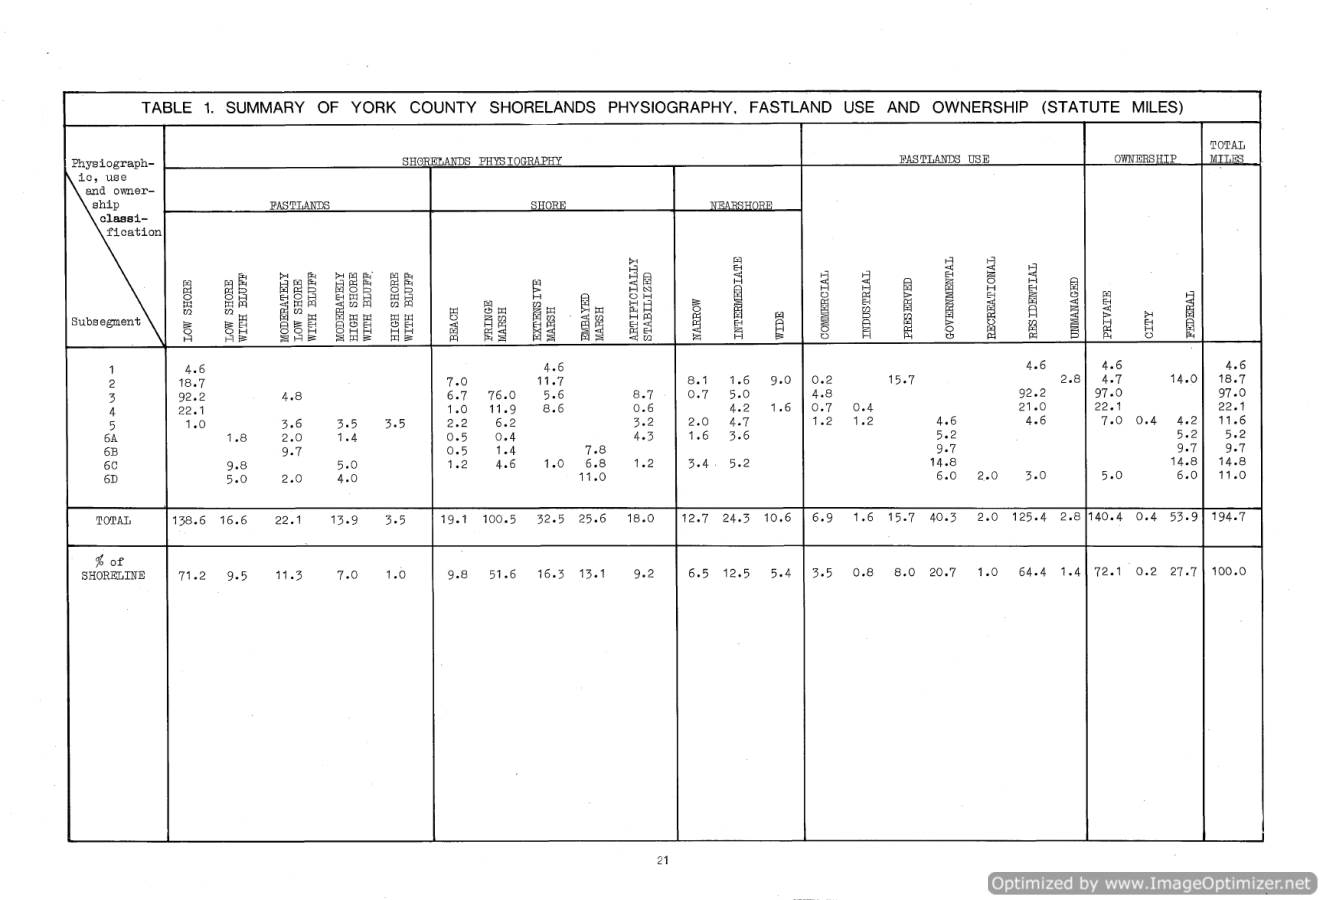 TABLE 1. SUMMARY OF YORK COUNTY SHORELANDS PHYSIOGRAPHY, FASTLAND USE AND OWNERSHIP (STATUTE MILES)
Physiograph-
ic, use
and owner-
ship
classi-
fication
Subsegment
SHORELANDS PHYSIOGRAPHY
FASTLANDS USE
OWNERSHIP
TOTAL
MILES
FASTLANDS
SHORE
NEARSHORE
LOW SHORE
LOW SHORE
WITH BLUFF
MODERATELY
LOW SHORE
WITH BLUFF
MODERATELY
HIGH SHORE
WITH BLUFF
HIGH SHORE
WITH BLUFF
BEACH
FRINGE
MARSH
EXTENSIVE
MARSH
EMBAYED
MARSH
ARTIFICIALLY
STABILIZED
NARROW
INTERMEDIATE
WIDE
COMMERCIAL
INDUSTRIAL
PRESERVED
GOVERNMENTAL
RECREATIONAL
RESIDENTIAL
UNMANAGED
PRIVATE
CITY
FEDERAL
1 4.6 4.6 4.6 4.6 4.6
2 18.7 7.0 11.7 8.1 1.6 9.0 0.2 15.7 2.8 4.7 14.0 18.7
3 92.2 4.8 6.7 76.0 5.6 8.7 0.7 5.0 4.8 92.2 97.0 97.0
4 22.1 1.0 11.9 8.6 0.6 4.2 1.6 0.7 0.4 21.0 22.1 22.1
5 1.0 3.6 3.5 3.5 2.2 6.2 3.2 2.0 4.7 1.2 1.2 4.6 4.6 7.0 0.4 4.2 11.6
6A 1.8 2.0 1.4 0.5 0.4 4.3 1.6 3.6 5.2 5.2 5.2
6B 9.7 0.5 1.4 7.8 9.7 9.7 9.7
6C 9.8 5.0 1.2 4.6 1.0 6.8 1.2 3.4 5.2 14.8 14.8 14.8
6D 5.0 2.0 4.0 11.0 6.0 2.0 3.0 5.0 6.0 11.0
TOTAL 138.6 16.6 22.1 13.9 3.5 19.1 100.5 32.5 25.6 18.0 12.7 24.3 10.6 6.9 1.6 15.7 40.3 2.0 125.4 2.8 140.4 0.4 53.9 194.7
% of
SHORELINE 71.2 9.5 11.3 7.0 1.0 9.8 51.6 16.3 13.1 9.2 6.5 12.5 5.4 3.5 0.8 8.0 20.7 1.0 64.4 1.4 72.1 0.2 27.7 100.0
21
Optimized by www.ImageOptimizer.net